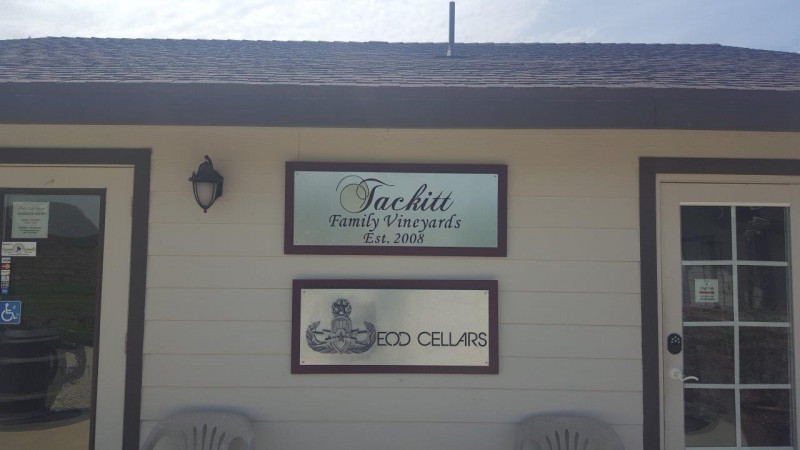 Tackitt
Family Vineyards
Est. 2008
EOD CELLARS